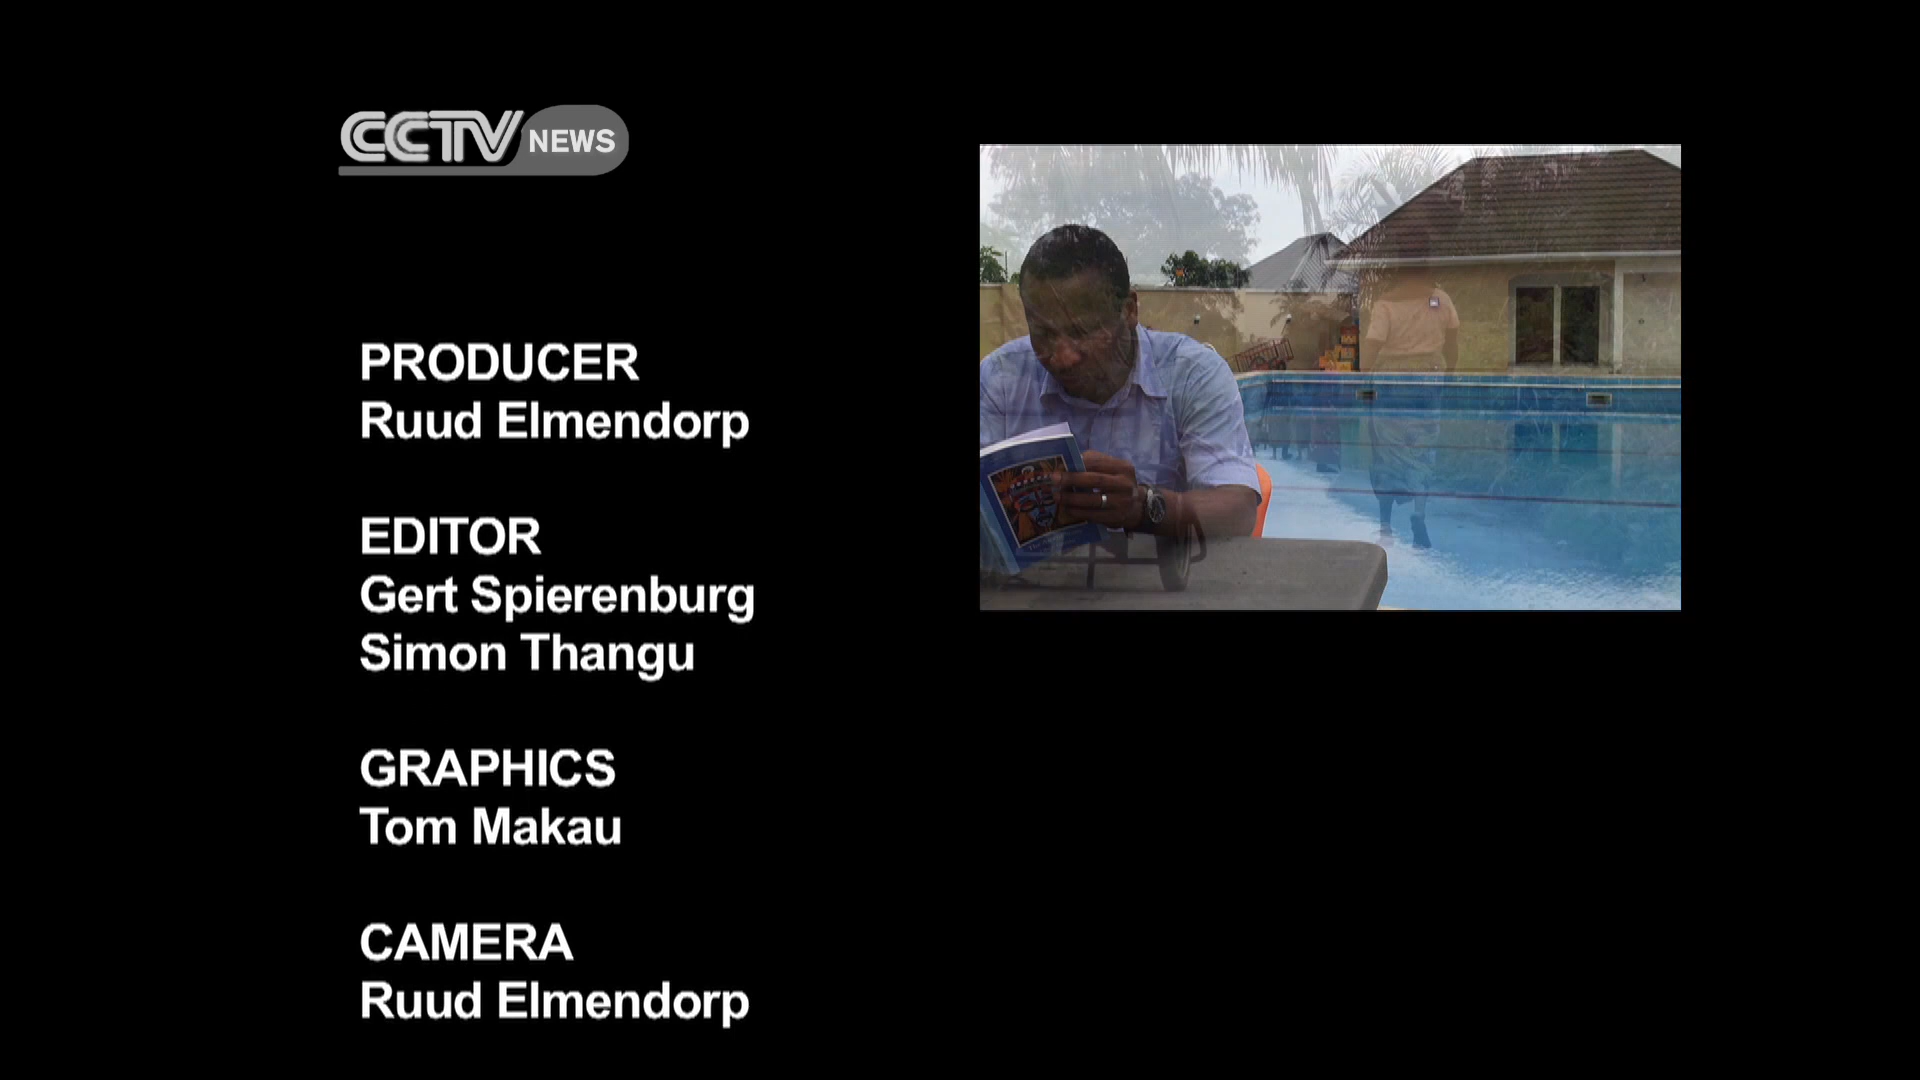 CCTV NEWS
PRODUCER
Ruud Elmendorp
EDITOR
Gert Spierenburg
Simon Thangu
GRAPHICS
Tom Makau
CAMERA
Ruud Elmendorp